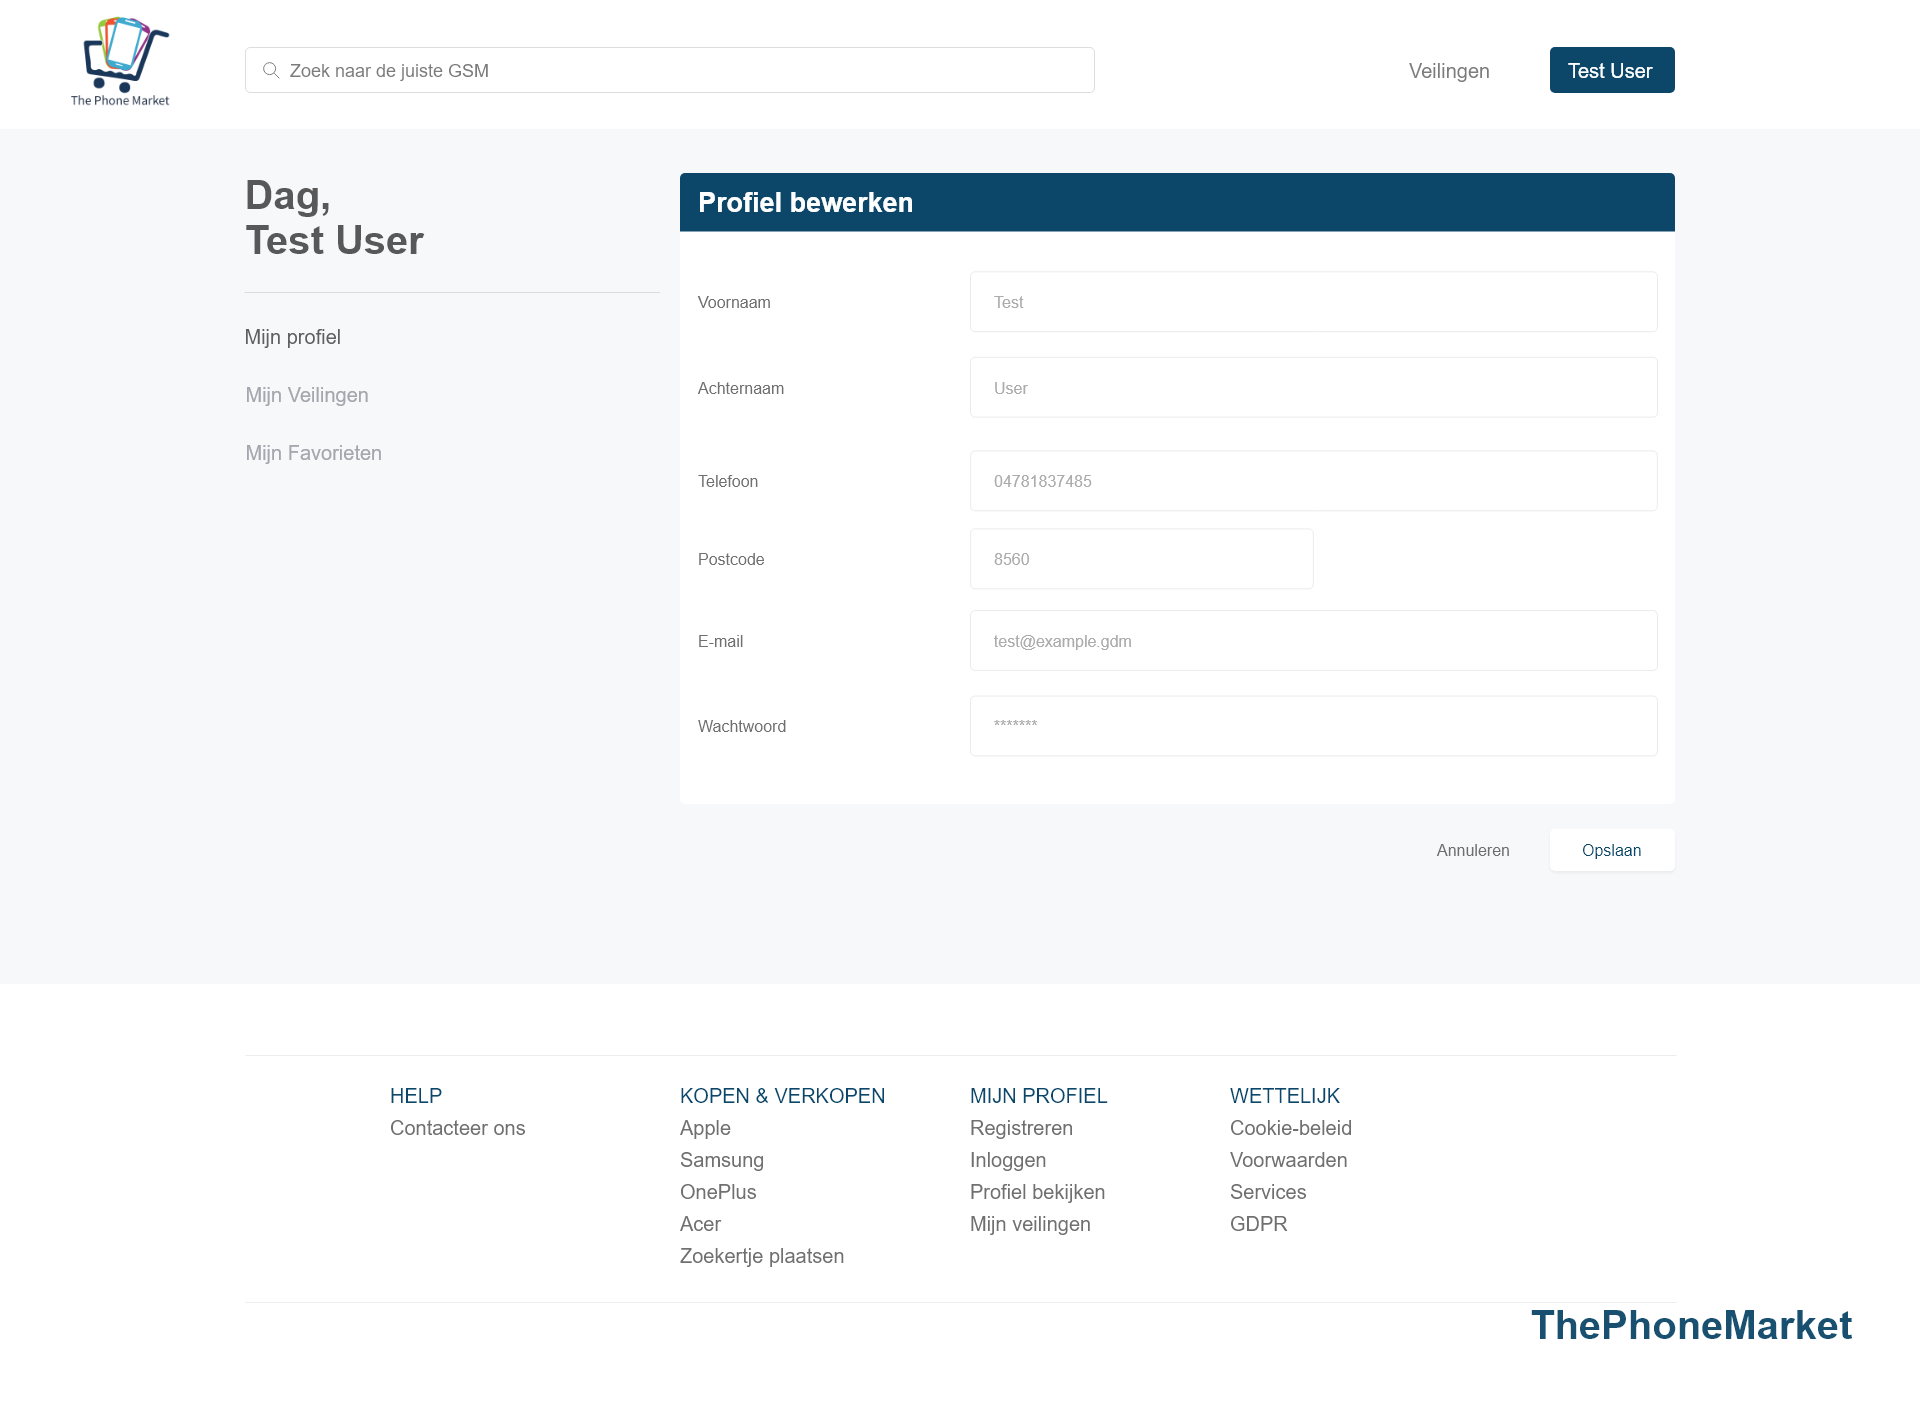 The Phone Market
Zoek naar de juiste GSM
Veilingen
Test User
Dag,
Test User
Mijn profiel
Mijn Veilingen
Mijn Favorieten
Profiel bewerken
Voornaam
Test
Achternaam
User
Telefoon
04781837485
Postcode
8560
E-mail
test@example.gdm
Wachtwoord
*******
Annuleren
Opslaan
HELP
Contacteer ons
KOPEN & VERKOPEN
Apple
Samsung
OnePlus
Acer
Zoekertje plaatsen
MIJN PROFIEL
Registreren
Inloggen
Profiel bekijken
Mijn veilingen
WETTELIJK
Cookie-beleid
Voorwaarden
Services
GDPR
ThePhoneMarket